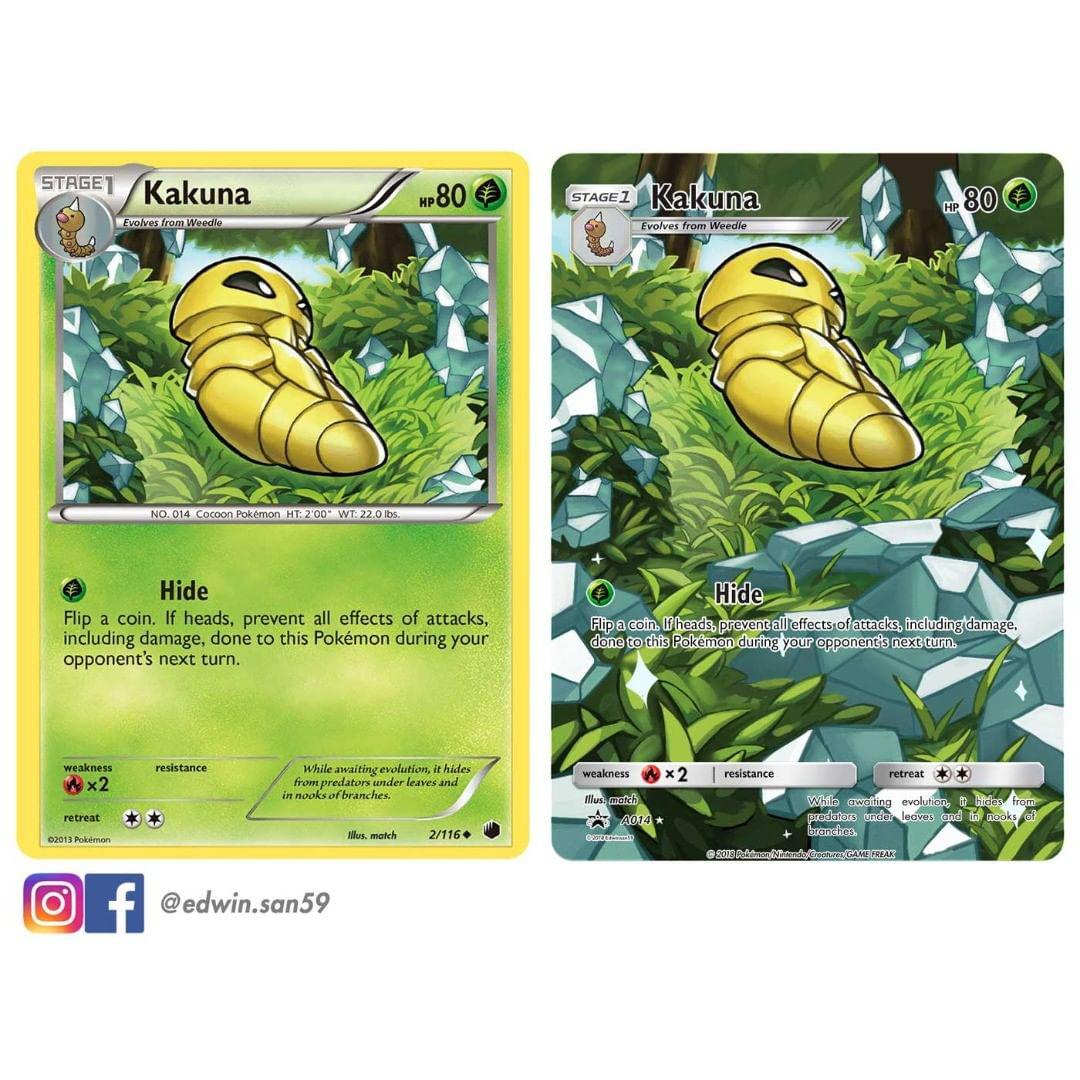 STAGE1
Kakuna
HP80
Evolves from Weedle
NO. 014 Cocoon Pokémon HT: 2'00" WT: 22.0 lbs.
Hide
Flip a coin. If heads, prevent all effects of attacks,
including damage, done to this Pokémon during your
opponent's next turn.
weakness
resistance
×2
retreat
While awaiting evolution, it hides
from predators under leaves and
in nooks of branches.
©2013 Pokémon
Illus. match
2/116
STAGE1
Kakuna
HP 80
Evolves from Weedle
Hide
Flip a coin. If heads, prevent all effects of attacks, including damage,
done to this Pokémon during your opponent's next turn.
weakness ×2 resistance
retreat
Illus. match
A014
©2018 Edwinsan59
While awaiting evolution, it hides from
predators under leaves and in nooks of
branches.
© 2018 Pokémon/Nintendo/Creatures/GAME FREAK
@edwin.san59